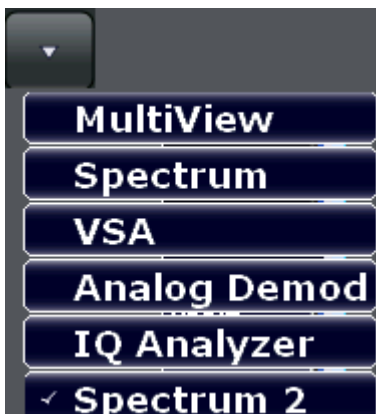 MultiView
Spectrum
VSA
Analog Demod
IQ Analyzer
Spectrum 2